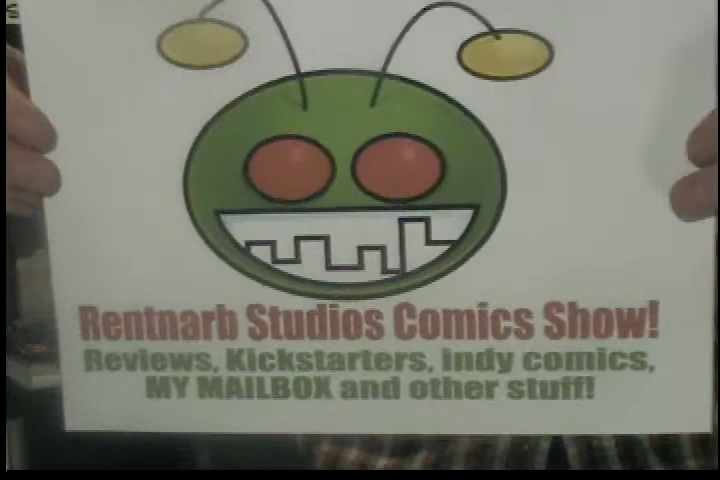 Rentnarb Studios Comics Show!
Reviews, Kickstarters, indy comics,
MY MAILBOX and other stuff!